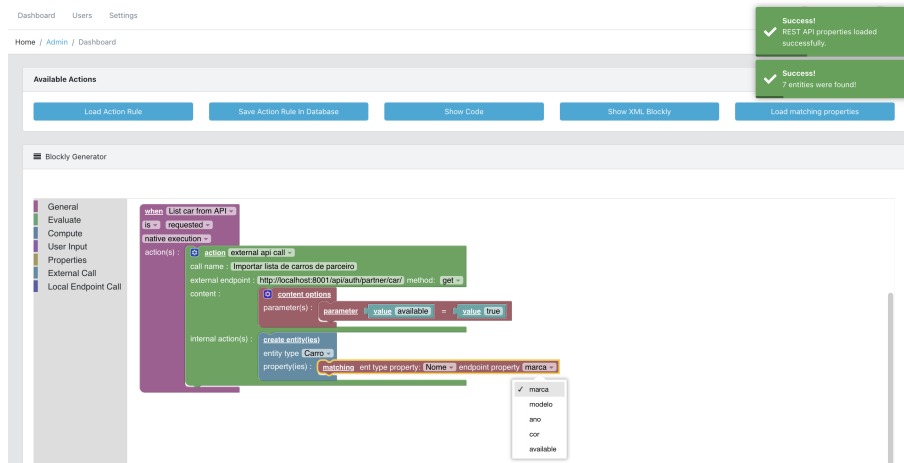 Dashboard Users Settings
Success!
REST API properties loaded
successfully.
Home / Admin / Dashboard
Success!
7 entities were found!
Available Actions
Load Action Rule Save Action Rule In Database Show Code Show XML Blockly Load matching properties
Blockly Generator
General
Evaluate
Compute
User Input
Properties
External Call
Local Endpoint Call
when List car from API
is requested
native execution
action(s) : action external api call
call name : Importar lista de carros de parceiro
external endpoint : http://localhost:8001/api/auth/partner/car/ method: get
content : content options
parameter(s) : parameter value available = value true
internal action(s) : create entity(ies)
entity type Carro
property(ies) : matching ent type property: Nome endpoint property marca
✓ marca
modelo
ano
cor
available